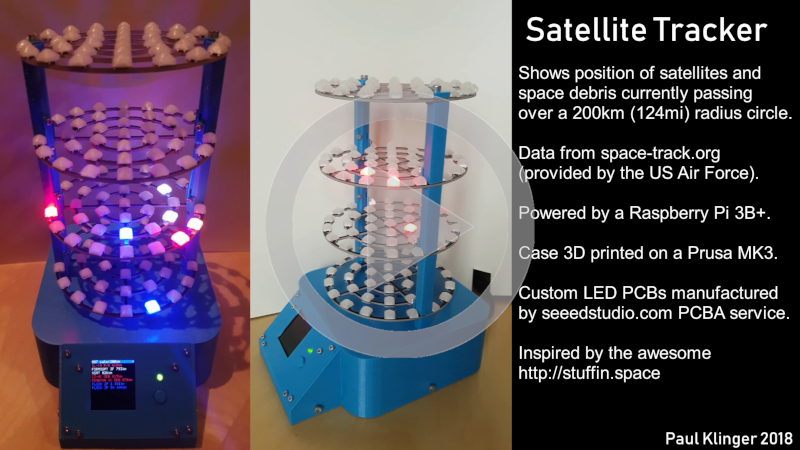 Satellite Tracker
Shows position of satellites and
space debris currently passing
over a 200km (124mi) radius circle.
Data from space-track.org
(provided by the US Air Force).
Powered by a Raspberry Pi 3B+.
Case 3D printed on a Prusa MK3.
Custom LED PCBs manufactured
by seeedstudio.com PCBA service.
Inspired by the awesome
http://stuffin.space
Paul Klinger 2018